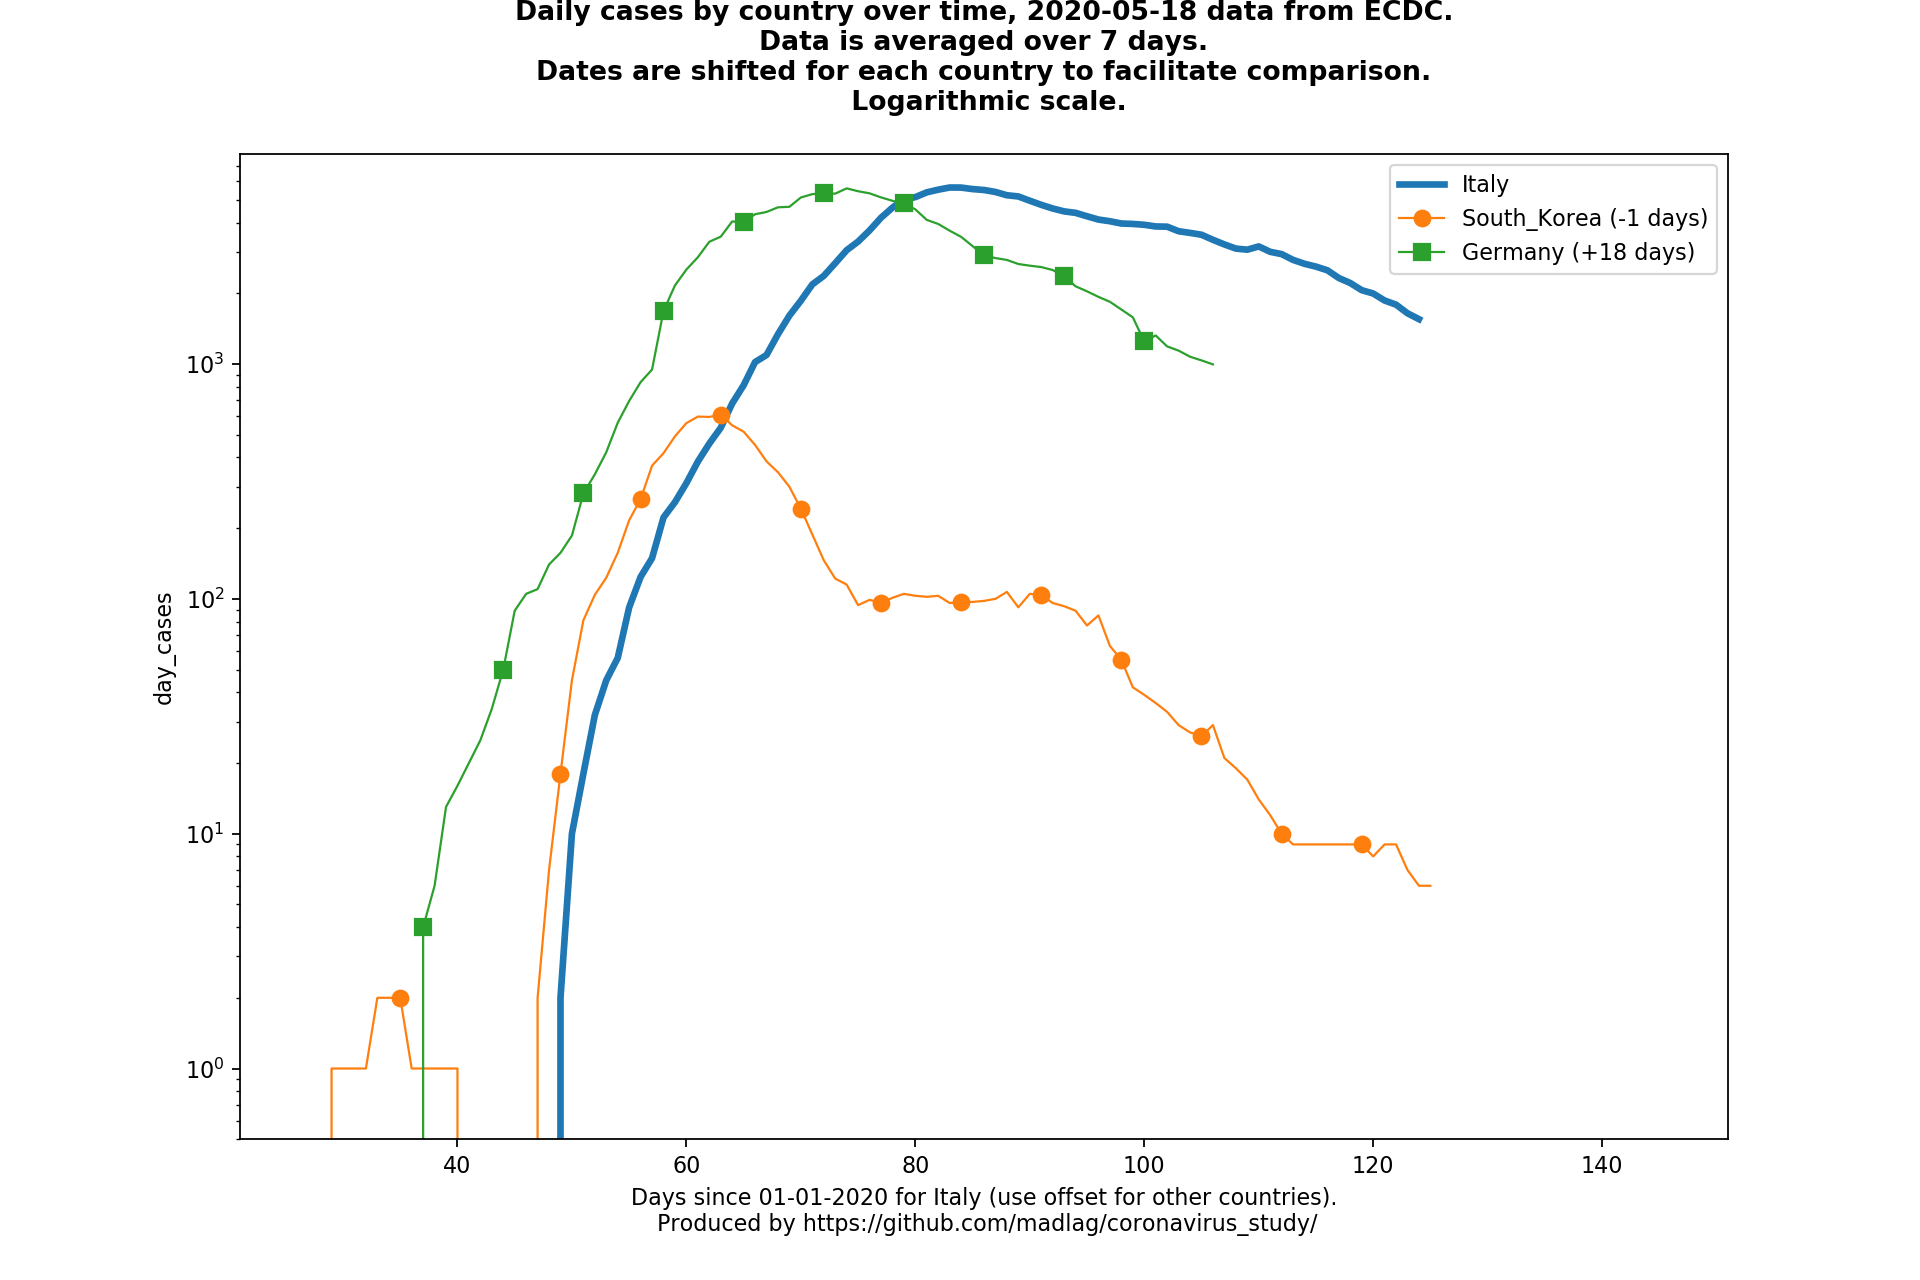 Daily cases by country over time, 2020-05-18 data from ECDC.
Data is averaged over 7 days.
Dates are shifted for each country to facilitate comparison.
Logarithmic scale.
Italy
South_Korea (-1 days)
Germany (+18 days)
10³
10²
10¹
10⁰
day_cases
40 60 80 100 120 140
Days since 01-01-2020 for Italy (use offset for other countries).
Produced by https://github.com/madlag/coronavirus_study/